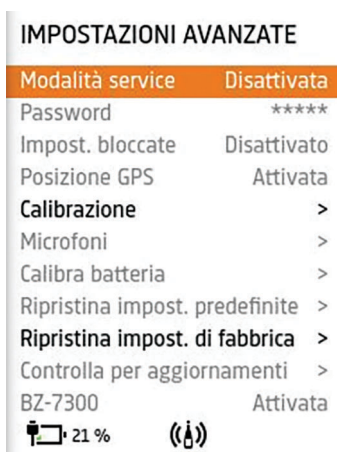 IMPOSTAZIONI AVANZATE
Modalità service Disattivata
Password *****
Impost. bloccate Disattivato
Posizione GPS Attivata
Calibrazione >
Microfoni >
Calibra batteria >
Ripristina impost. predefinite >
Ripristina impost. di fabbrica >
Controlla per aggiornamenti >
BZ-7300 Attivata
21 %